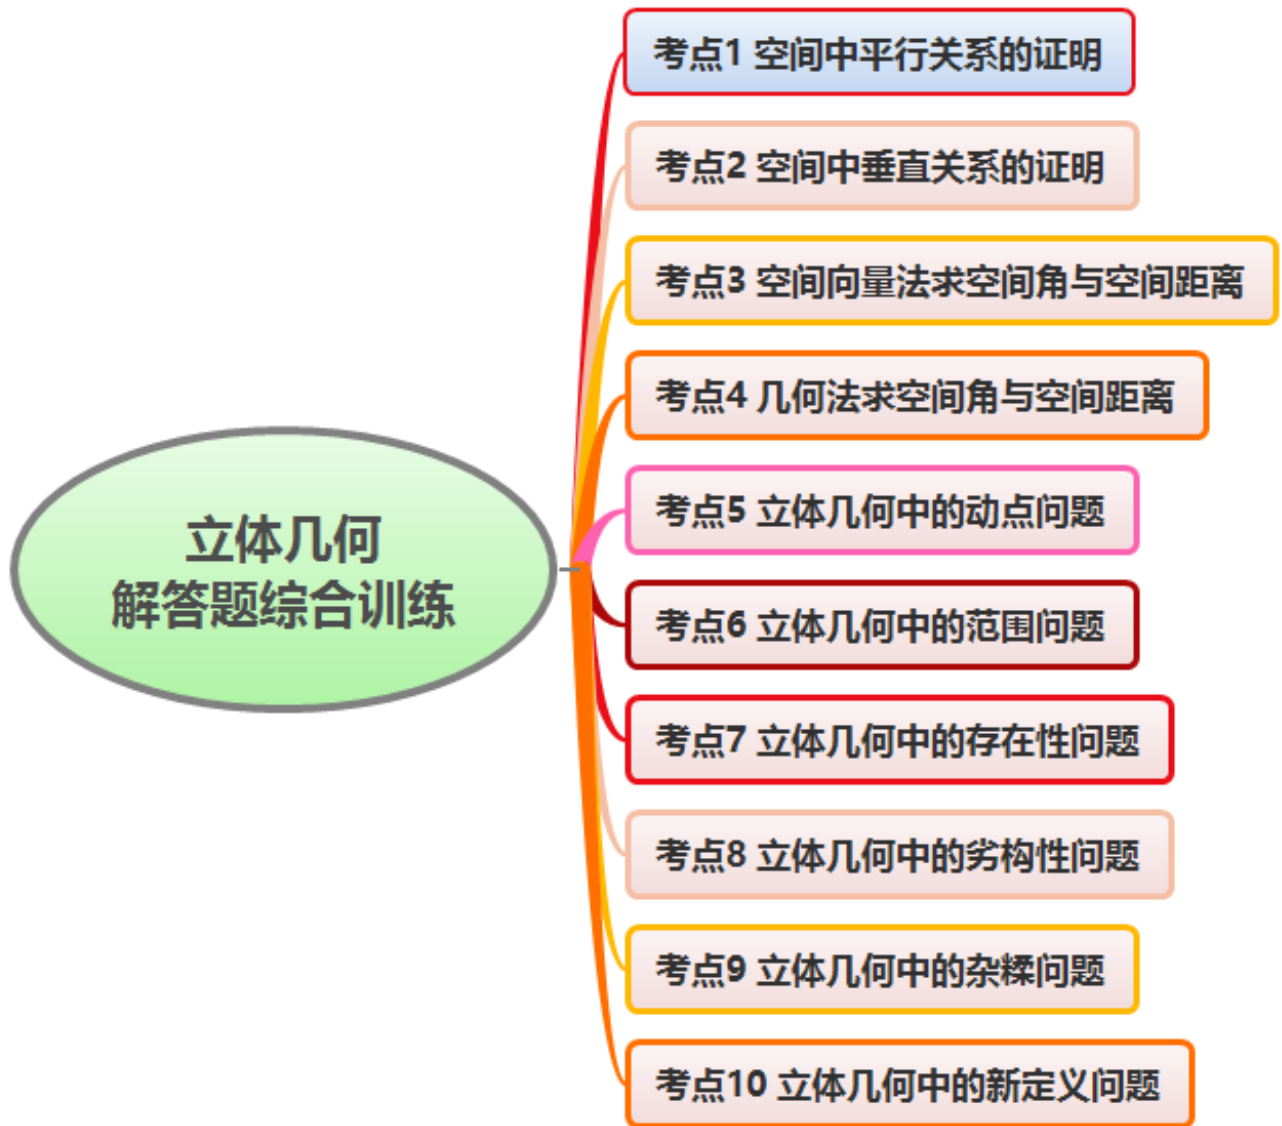 考点1 空间中平行关系的证明
考点2 空间中垂直关系的证明
考点3 空间向量法求空间角与空间距离
考点4 几何法求空间角与空间距离
立体几何
解答题综合训练
考点5 立体几何中的动点问题
考点6 立体几何中的范围问题
考点7 立体几何中的存在性问题
考点8 立体几何中的劣构性问题
考点9 立体几何中的杂糅问题
考点10 立体几何中的新定义问题